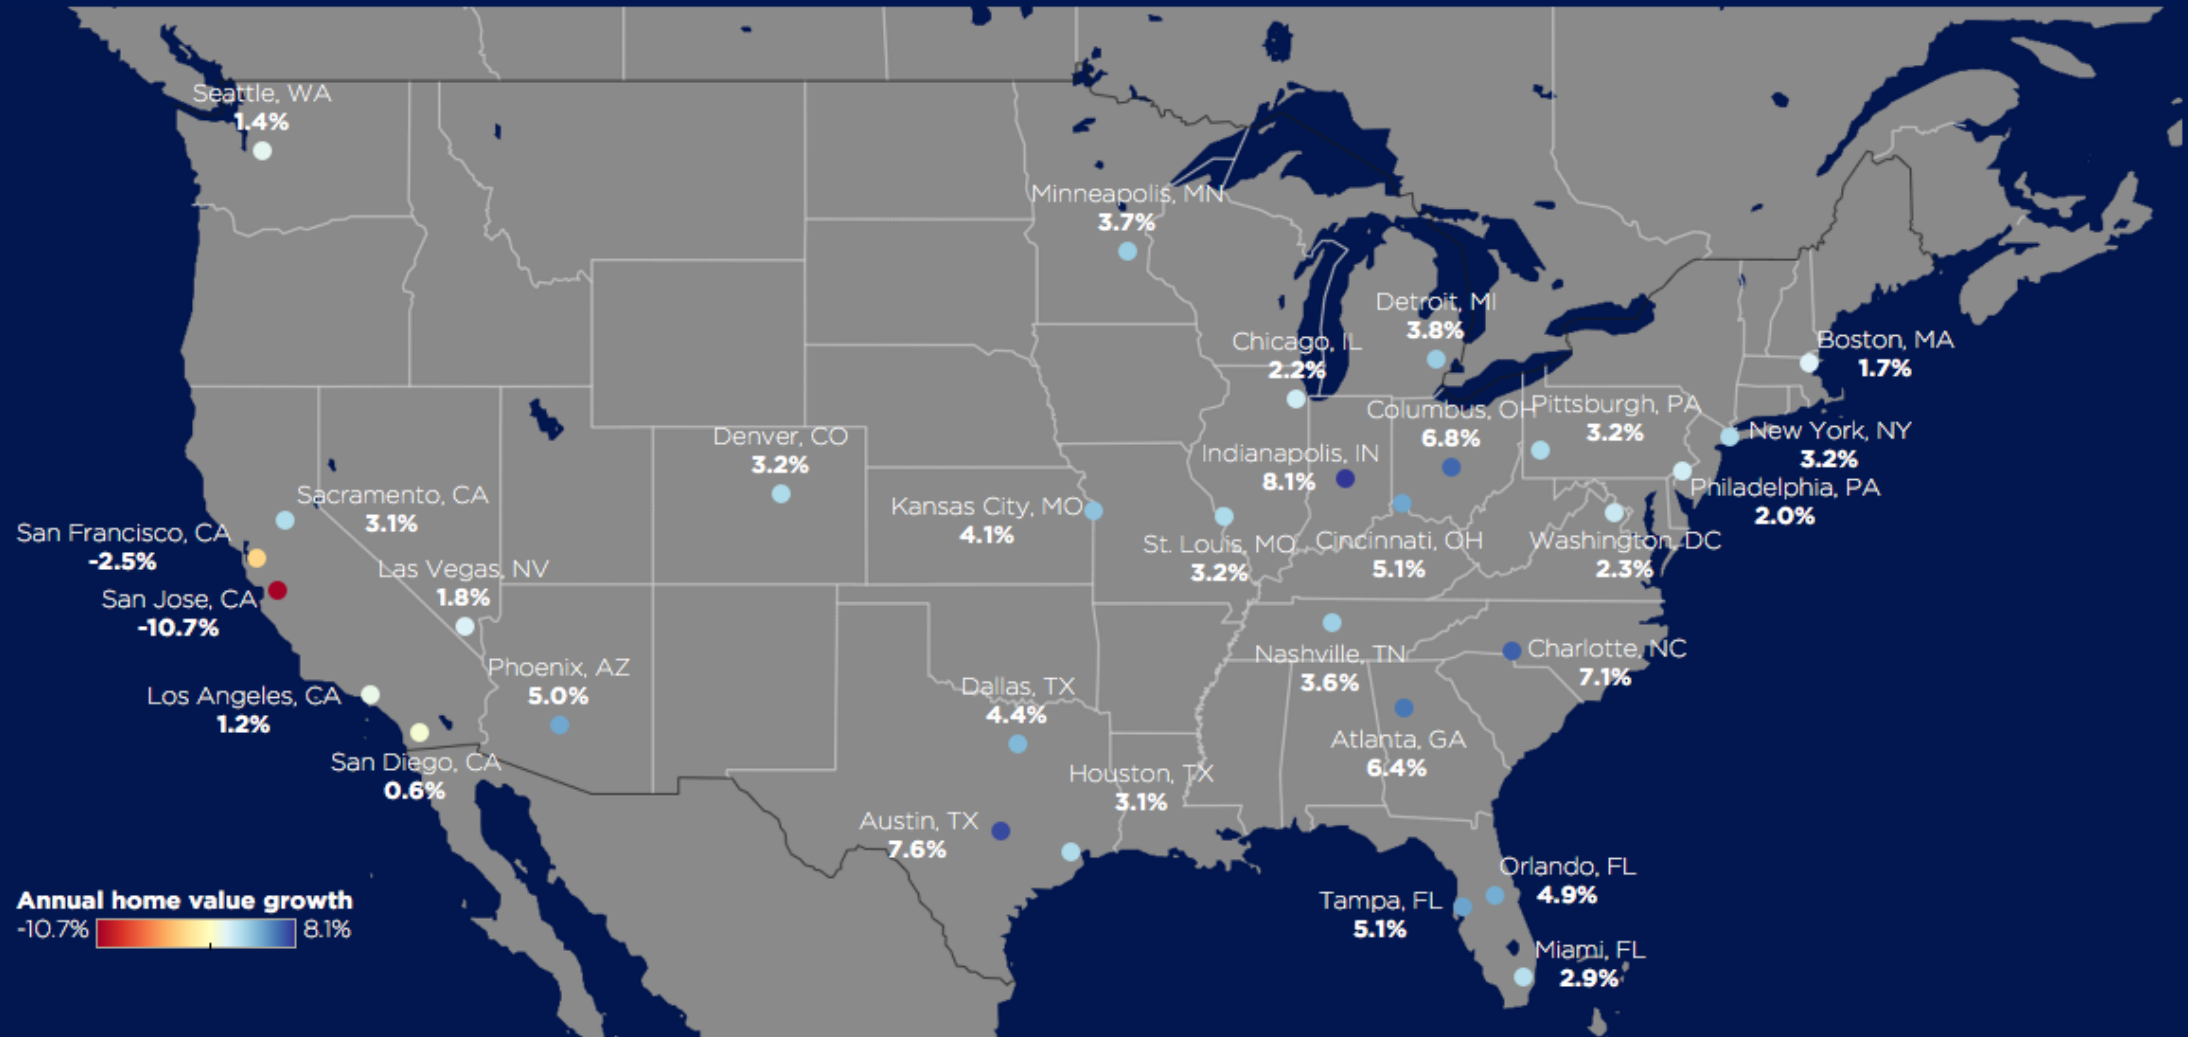 Seattle, WA
1.4%
Minneapolis, MN
3.7%
Detroit, MI
3.8%
Chicago, IL
2.2%
Boston, MA
1.7%
Columbus, OH
6.8%
Pittsburgh, PA
3.2%
New York, NY
3.2%
Denver, CO
3.2%
Indianapolis, IN
8.1%
Philadelphia, PA
2.0%
Sacramento, CA
3.1%
Kansas City, MO
4.1%
San Francisco, CA
-2.5%
St. Louis, MO
3.2%
Cincinnati, OH
5.1%
Washington, DC
2.3%
Las Vegas, NV
1.8%
San Jose, CA
-10.7%
Nashville, TN
3.6%
Charlotte, NC
7.1%
Phoenix, AZ
5.0%
Los Angeles, CA
1.2%
Dallas, TX
4.4%
Atlanta, GA
6.4%
San Diego, CA
0.6%
Houston, TX
3.1%
Austin, TX
7.6%
Orlando, FL
4.9%
Tampa, FL
5.1%
Miami, FL
2.9%
Annual home value growth
-10.7% 8.1%